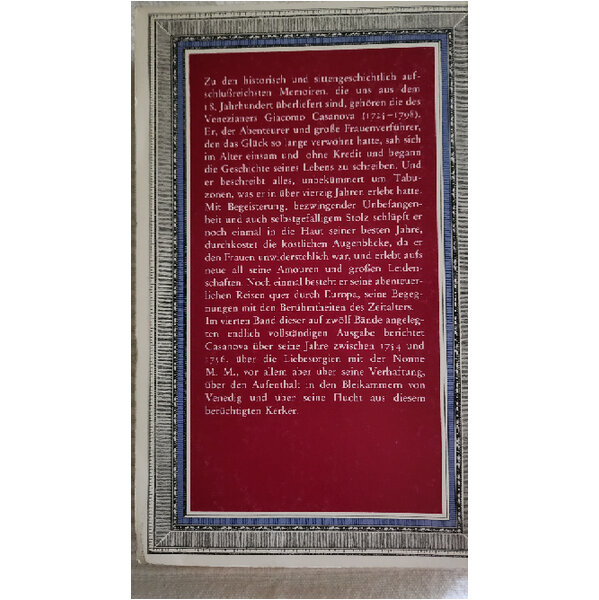 Zu den historisch und sittengeschichtlich auf-
schlußreichsten Memoiren, die uns aus dem
18. Jahrhundert überliefert sind, gehören die des
Venezianers Giacomo Casanova (1724–1798).
Er, der Abenteurer und große Frauenverführer,
den das Glück so lange verwöhnt hatte, sah sich
im Alter einsam und ohne Kredit und begann
die Geschichte seines Lebens zu schreiben. Und
er beschreibt alles, unbekümmert um Tabu-
zonen, was er in über vierzig Jahren erlebt hatte.
Mit Begeisterung, bezwingender Unbefangen-
heit und auch selbstgefälligem Stolz schlüpft er
noch einmal in die Haut seiner besten Jahre,
durchkostet die köstlichen Augenblicke, da er
den Frauen unwiderstehlich war, und erlebt aufs
neue all seine Amouren und großen Leiden-
schaften. Noch einmal besteht er seine abenteuer-
lichen Reisen quer durch Europa, seine Begeg-
nungen mit den Berühmtheiten des Zeitalters.
Im vierten Band dieser auf zwölf Bände angeleg-
ten endlich vollständigen Ausgabe berichtet
Casanova über seine Jahre zwischen 1754 und
1756, über die Liebesorgien mit der Nonne
M. M., vor allem aber über seine Verhaftung,
über den Aufenthalt in den Bleikammern von
Venedig und über seine Flucht aus diesem
berüchtigten Kerker.